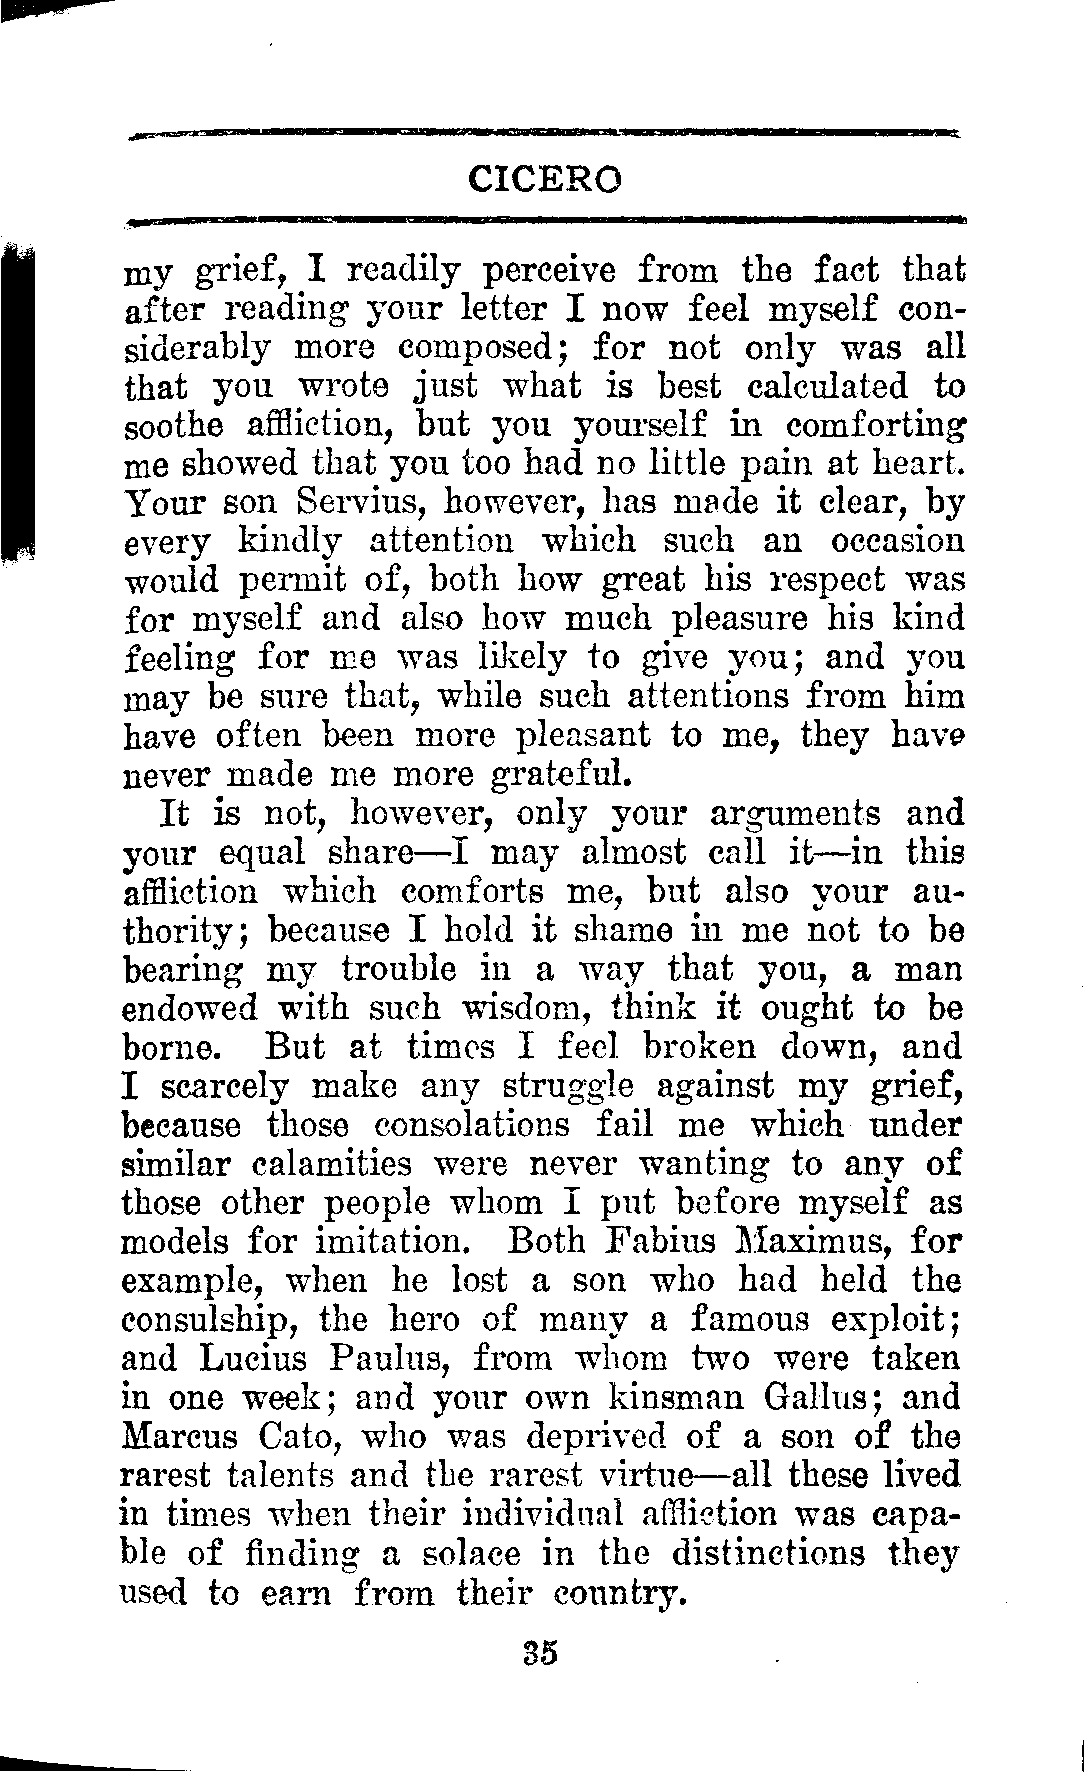 CICERO
my grief, I readily perceive from the fact that
after reading your letter I now feel myself con-
siderably more composed; for not only was all
that you wrote just what is best calculated to
soothe affliction, but you yourself in comforting
me showed that you too had no little pain at heart.
Your son Servius, however, has made it clear, by
every kindly attention which such an occasion
would permit of, both how great his respect was
for myself and also how much pleasure his kind
feeling for me was likely to give you; and you
may be sure that, while such attentions from him
have often been more pleasant to me, they have
never made me more grateful.
It is not, however, only your arguments and
your equal share—I may almost call it—in this
affliction which comforts me, but also your au-
thority; because I hold it shame in me not to be
bearing my trouble in a way that you, a man
endowed with such wisdom, think it ought to be
borne. But at times I feel broken down, and
I scarcely make any struggle against my grief,
because those consolations fail me which under
similar calamities were never wanting to any of
those other people whom I put before myself as
models for imitation. Both Fabius Maximus, for
example, when he lost a son who had held the
consulship, the hero of many a famous exploit;
and Lucius Paulus, from whom two were taken
in one week; and your own kinsman Gallus; and
Marcus Cato, who was deprived of a son of the
rarest talents and the rarest virtue—all these lived
in times when their individual affliction was capa-
ble of finding a solace in the distinctions they
used to earn from their country.
35